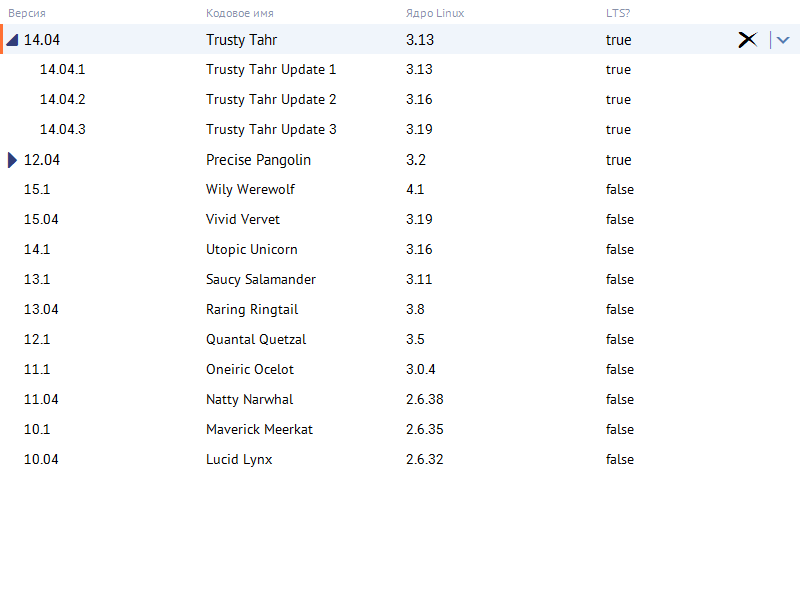 Версия Кодовое имя Ядро Linux LTS?
14.04 Trusty Tahr 3.13 true
14.04.1 Trusty Tahr Update 1 3.13 true
14.04.2 Trusty Tahr Update 2 3.16 true
14.04.3 Trusty Tahr Update 3 3.19 true
12.04 Precise Pangolin 3.2 true
15.1 Wily Werewolf 4.1 false
15.04 Vivid Vervet 3.19 false
14.1 Utopic Unicorn 3.16 false
13.1 Saucy Salamander 3.11 false
13.04 Raring Ringtail 3.8 false
12.1 Quantal Quetzal 3.5 false
11.1 Oneiric Ocelot 3.0.4 false
11.04 Natty Narwhal 2.6.38 false
10.1 Maverick Meerkat 2.6.35 false
10.04 Lucid Lynx 2.6.32 false